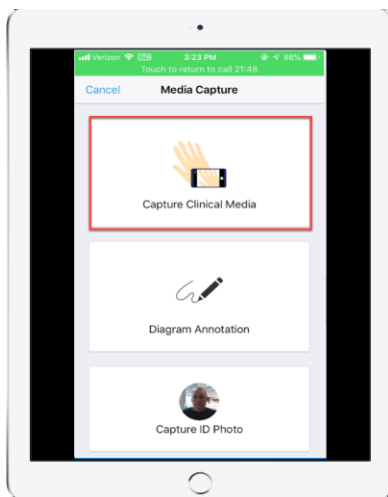 Verizon 3:23 PM 86%
Touch to return to call 21:48
Cancel Media Capture
Capture Clinical Media
Diagram Annotation
Capture ID Photo